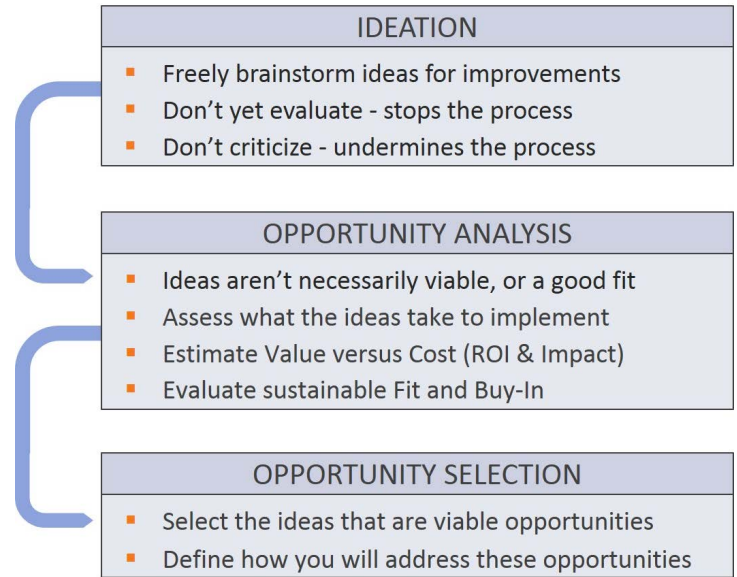 IDEATION
▪ Freely brainstorm ideas for improvements
▪ Don’t yet evaluate - stops the process
▪ Don’t criticize - undermines the process
OPPORTUNITY ANALYSIS
▪ Ideas aren’t necessarily viable, or a good fit
▪ Assess what the ideas take to implement
▪ Estimate Value versus Cost (ROI & Impact)
▪ Evaluate sustainable Fit and Buy-In
OPPORTUNITY SELECTION
▪ Select the ideas that are viable opportunities
▪ Define how you will address these opportunities